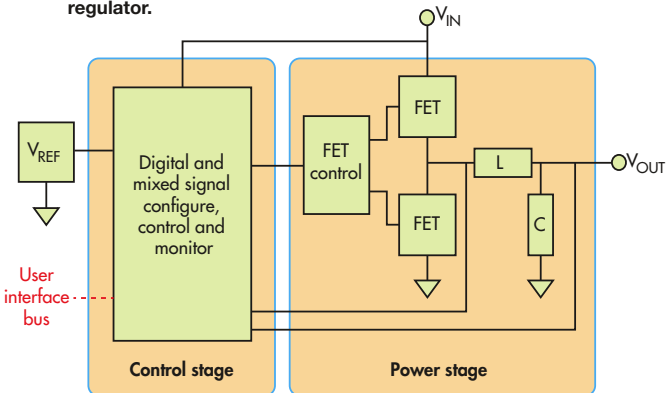 regulator.
VIN
VREF
Digital and
mixed signal
configure,
control and
monitor
FET
control
FET
FET
L
C
VOUT
User
interface
bus
Control stage
Power stage